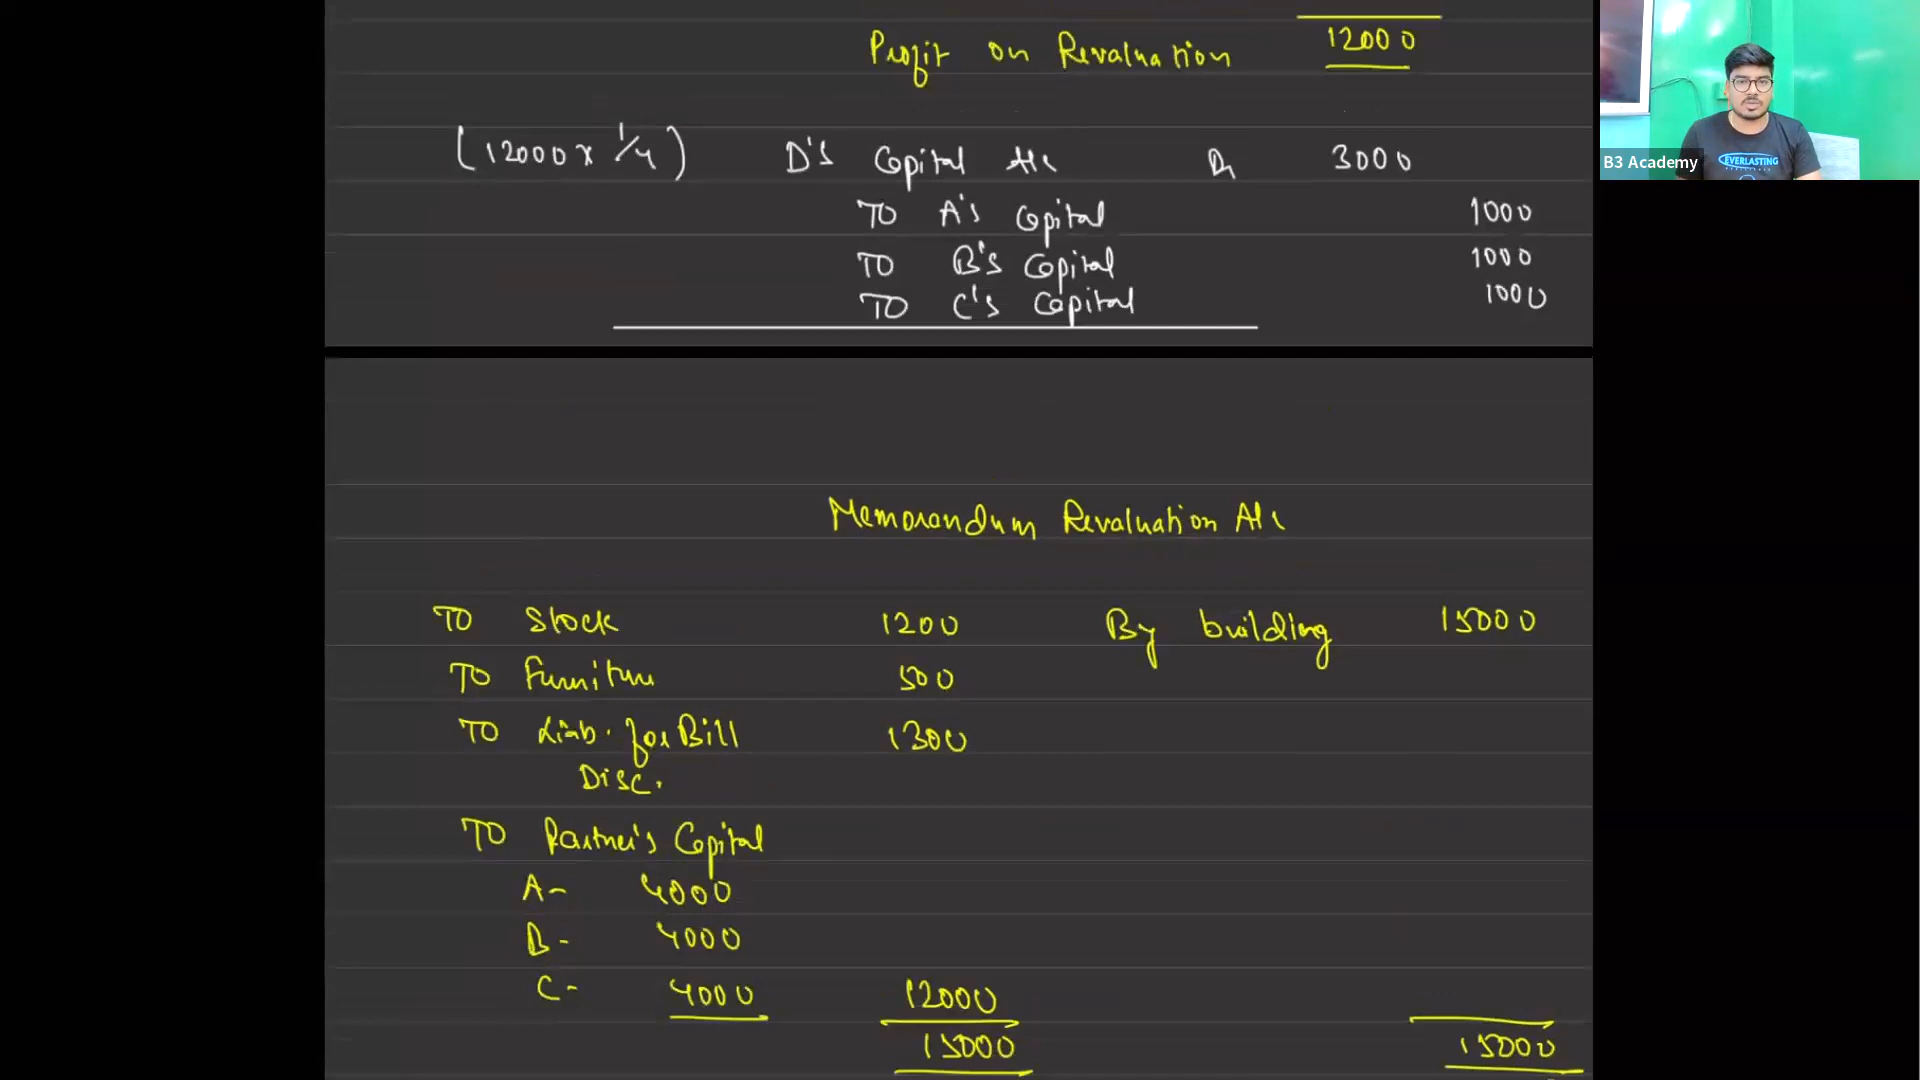 Profit on Revaluation 12000
(12000 x 1/4) D's Capital A/c Dr 3000
TO A's Capital 1000
TO B's Capital 1000
TO C's Capital 1000
EVERLASTING
B3 Academy
Memorandum Revaluation A/c
TO Stock 1200 By building 15000
TO Furniture 500
TO Liab. for Bill 1300
Disc.
TO Partner's Capital
A- 4000
B- 4000
C- 4000 12000
15000 15000